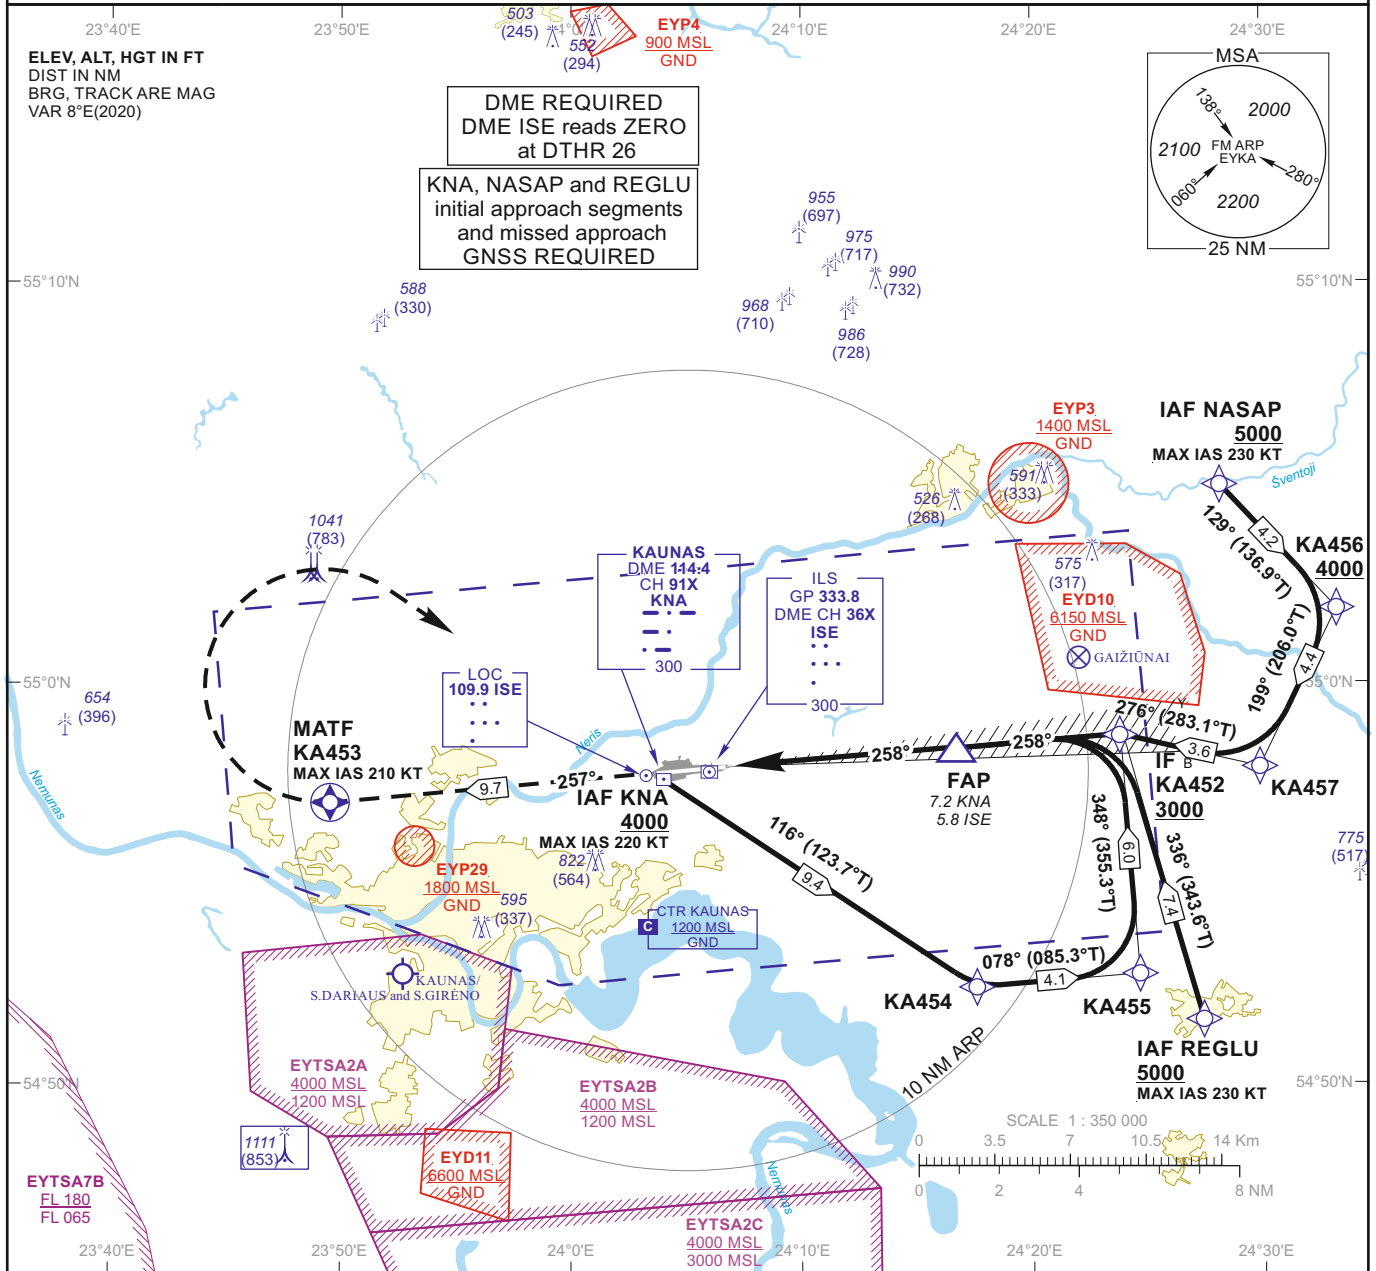 23°40'E
23°50'E
24°0'E
24°10'E
24°20'E
24°30'E
ELEV, ALT, HGT IN FT
DIST IN NM
BRG, TRACK ARE MAG
VAR 8°E(2020)
503
(245)
552
(294)
EYP4
900 MSL
GND
DME REQUIRED
DME ISE reads ZERO
at DTHR 26
KNA, NASAP and REGLU
initial approach segments
and missed approach
GNSS REQUIRED
MSA
138°
2000
2100
FM ARP
EYKA
280°
060°
2200
25 NM
955
(697)
975
(717)
990
(732)
968
(710)
986
(728)
588
(330)
55°10'N
55°10'N
EYP3
1400 MSL
GND
IAF NASAP
5000
MAX IAS 230 KT
Šventoji
591
(333)
526
(268)
1041
(783)
129° (136.9°T)
4.2
KA456
4000
KAUNAS
DME 114.4
CH 91X
KNA
300
ILS
GP 333.8
DME CH 36X
ISE
300
575
(317)
EYD10
6150 MSL
GND
GAIŽIŪNAI
199° (206.0°T)
4.4
LOC
109.9 ISE
55°0'N
55°0'N
654
(396)
Neris
Nemunas
MATF
KA453
MAX IAS 210 KT
257°
9.7
IAF KNA
4000
MAX IAS 220 KT
258°
258°
FAP
7.2 KNA
5.8 ISE
276° (283.1°T)
3.6
Y
B
IF
KA452
3000
KA457
116° (123.7°T)
9.4
348° (355.3°T)
6.0
336° (343.6°T)
7.4
775
(517)
EYP29
1800 MSL
GND
822
(564)
595
(337)
C
CTR KAUNAS
1200 MSL
GND
KAUNAS/
S.DARIAUS and S.GIRĖNO
078° (085.3°T)
4.1
KA454
KA455
IAF REGLU
5000
MAX IAS 230 KT
10 NM ARP
54°50'N
54°50'N
EYTSA2A
4000 MSL
1200 MSL
EYTSA2B
4000 MSL
1200 MSL
SCALE 1 : 350 000
0
3.5
7
10.5
14 Km
0
2
4
8 NM
1111
(853)
EYD11
6600 MSL
GND
Nemunas
EYTSA7B
FL 180
FL 065
EYTSA2C
4000 MSL
3000 MSL
23°40'E
23°50'E
24°0'E
24°10'E
24°20'E
24°30'E